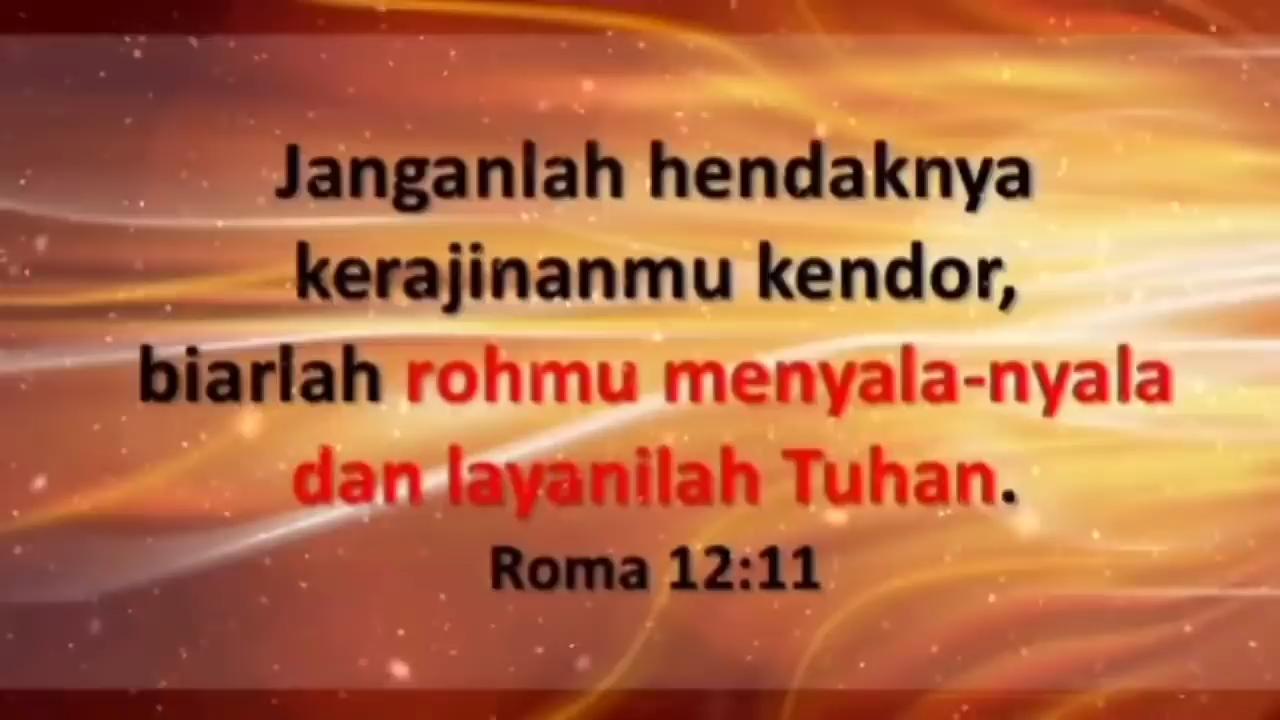 Janganlah hendaknya
kerajinanmu kendor,
biarlah rohmu menyala-nyala
dan layanilah Tuhan.
Roma 12:11